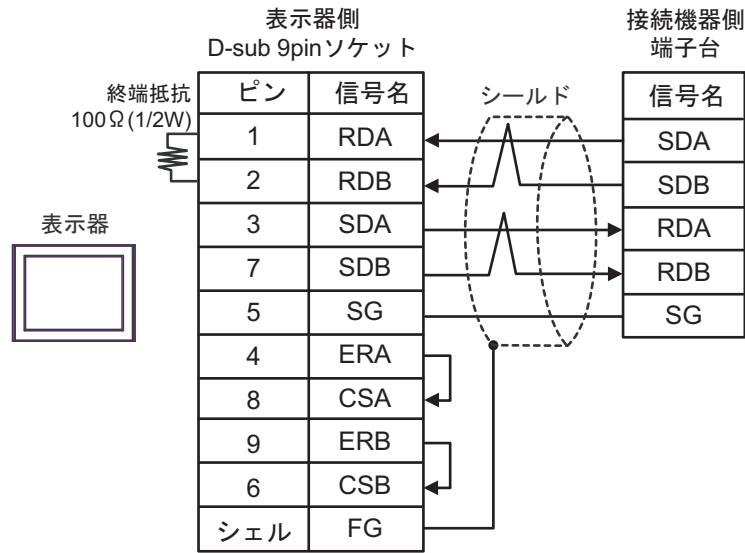 表示器側
D-sub 9pinソケット
接続機器側
端子台
終端抵抗
100Ω(1/2W)
シールド
表示器
ピン 信号名
1 RDA
2 RDB
3 SDA
7 SDB
5 SG
4 ERA
8 CSA
9 ERB
6 CSB
シェル FG
信号名
SDA
SDB
RDA
RDB
SG